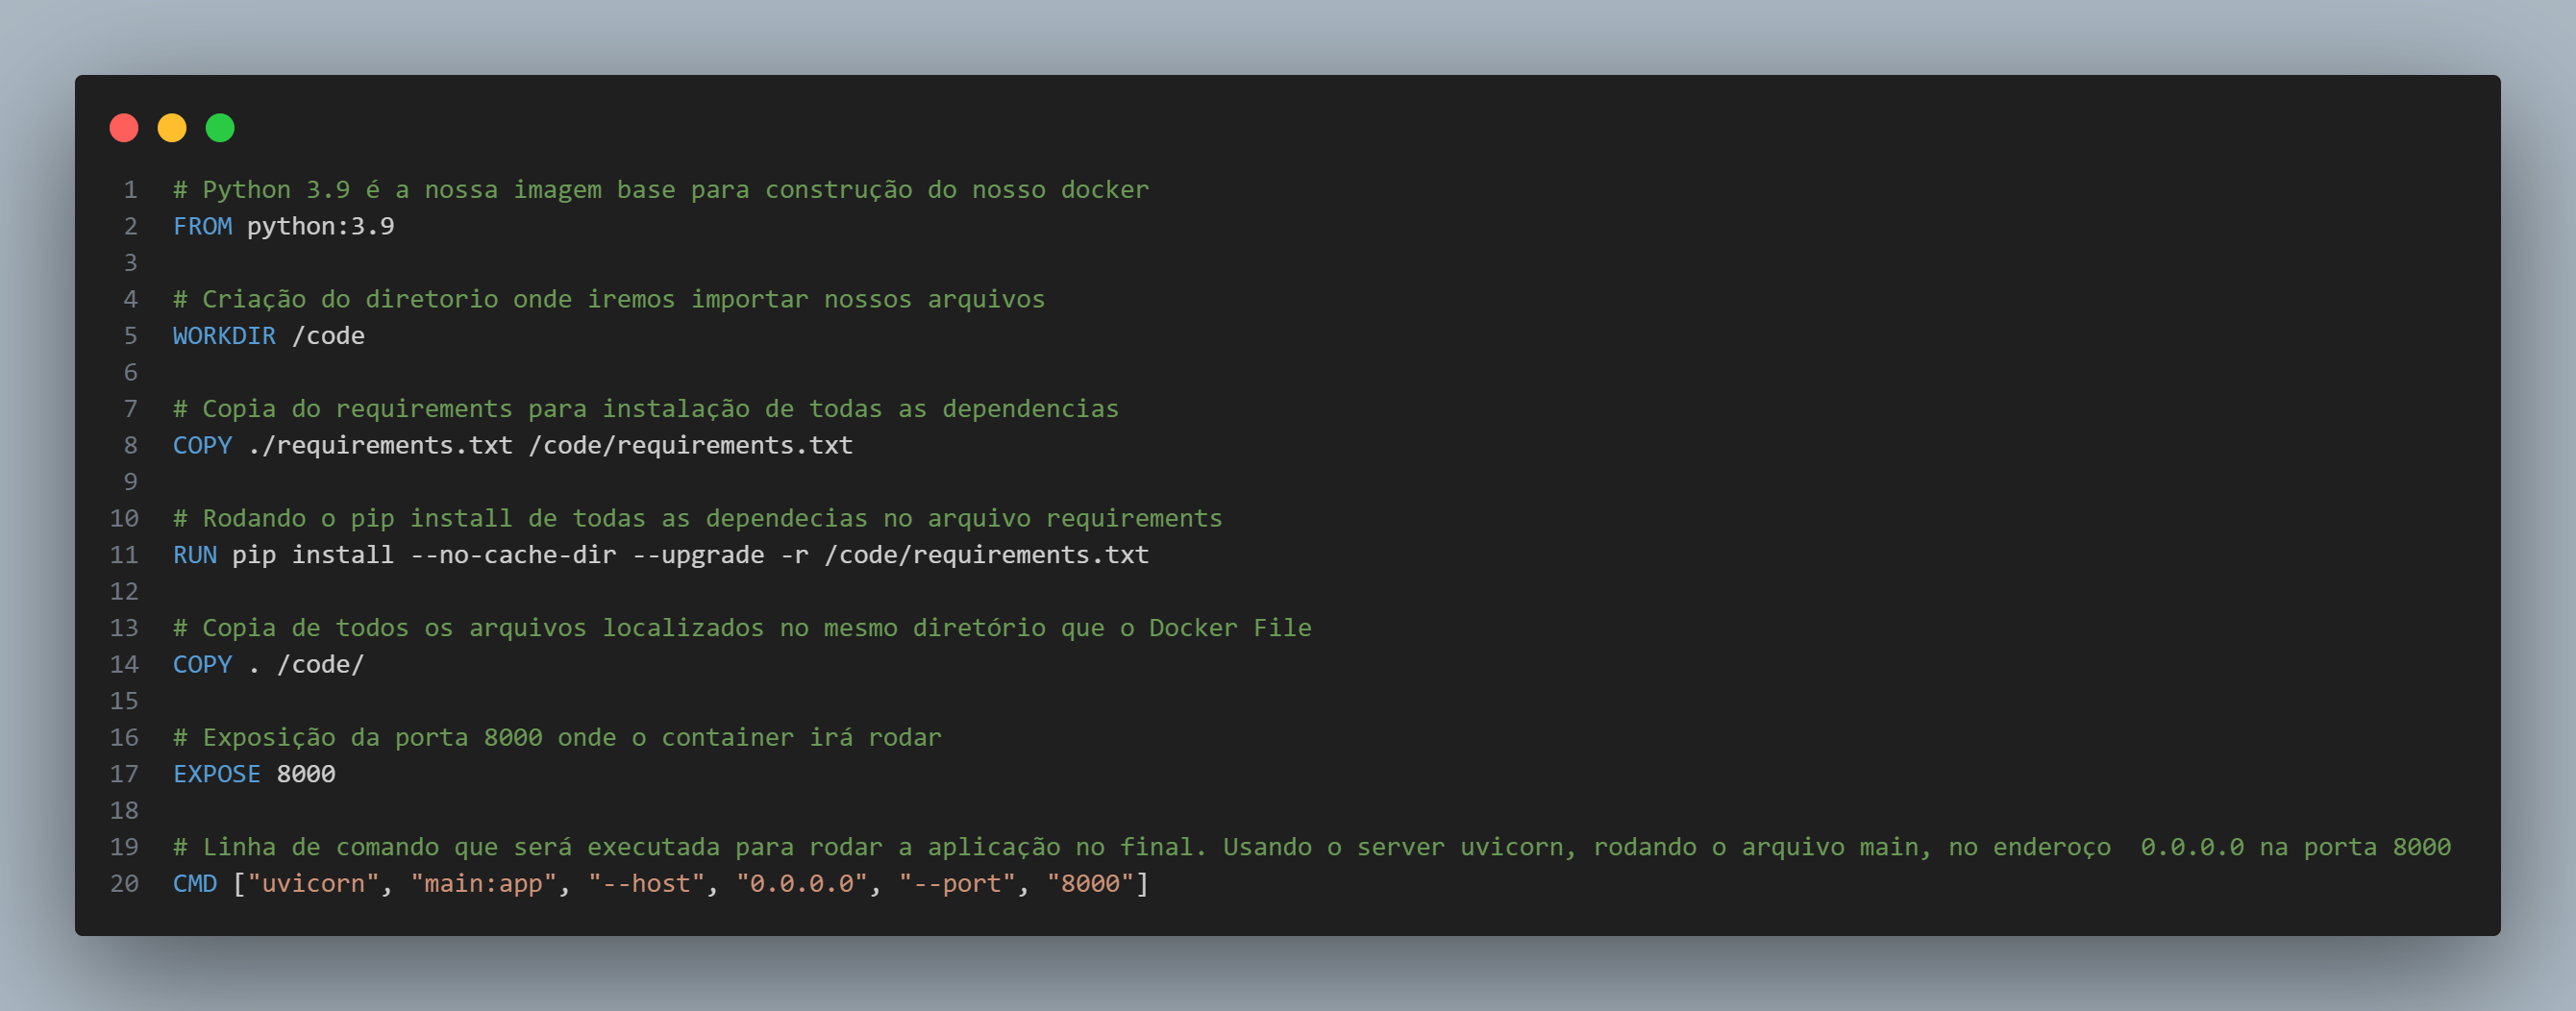 1 # Python 3.9 é a nossa imagem base para construção do nosso docker
2 FROM python:3.9
3
4 # Criação do diretorio onde iremos importar nossos arquivos
5 WORKDIR /code
6
7 # Copia do requirements para instalação de todas as dependencias
8 COPY ./requirements.txt /code/requirements.txt
9
10 # Rodando o pip install de todas as dependecias no arquivo requirements
11 RUN pip install --no-cache-dir --upgrade -r /code/requirements.txt
12
13 # Copia de todos os arquivos localizados no mesmo diretório que o Docker File
14 COPY . /code/
15
16 # Exposição da porta 8000 onde o container irá rodar
17 EXPOSE 8000
18
19 # Linha de comando que será executada para rodar a aplicação no final. Usando o server uvicorn, rodando o arquivo main, no enderoço  0.0.0.0 na porta 8000
20 CMD ["uvicorn", "main:app", "--host", "0.0.0.0", "--port", "8000"]